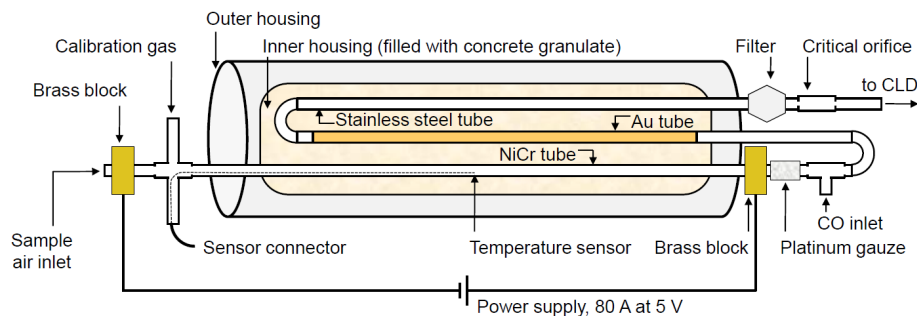 Outer housing
Calibration gas
Inner housing (filled with concrete granulate)
Filter
Critical orifice
Brass block
to CLD
Stainless steel tube
Au tube
NiCr tube
Sample
air inlet
Sensor connector
Temperature sensor
Brass block
CO inlet
Platinum gauze
Power supply, 80 A at 5 V